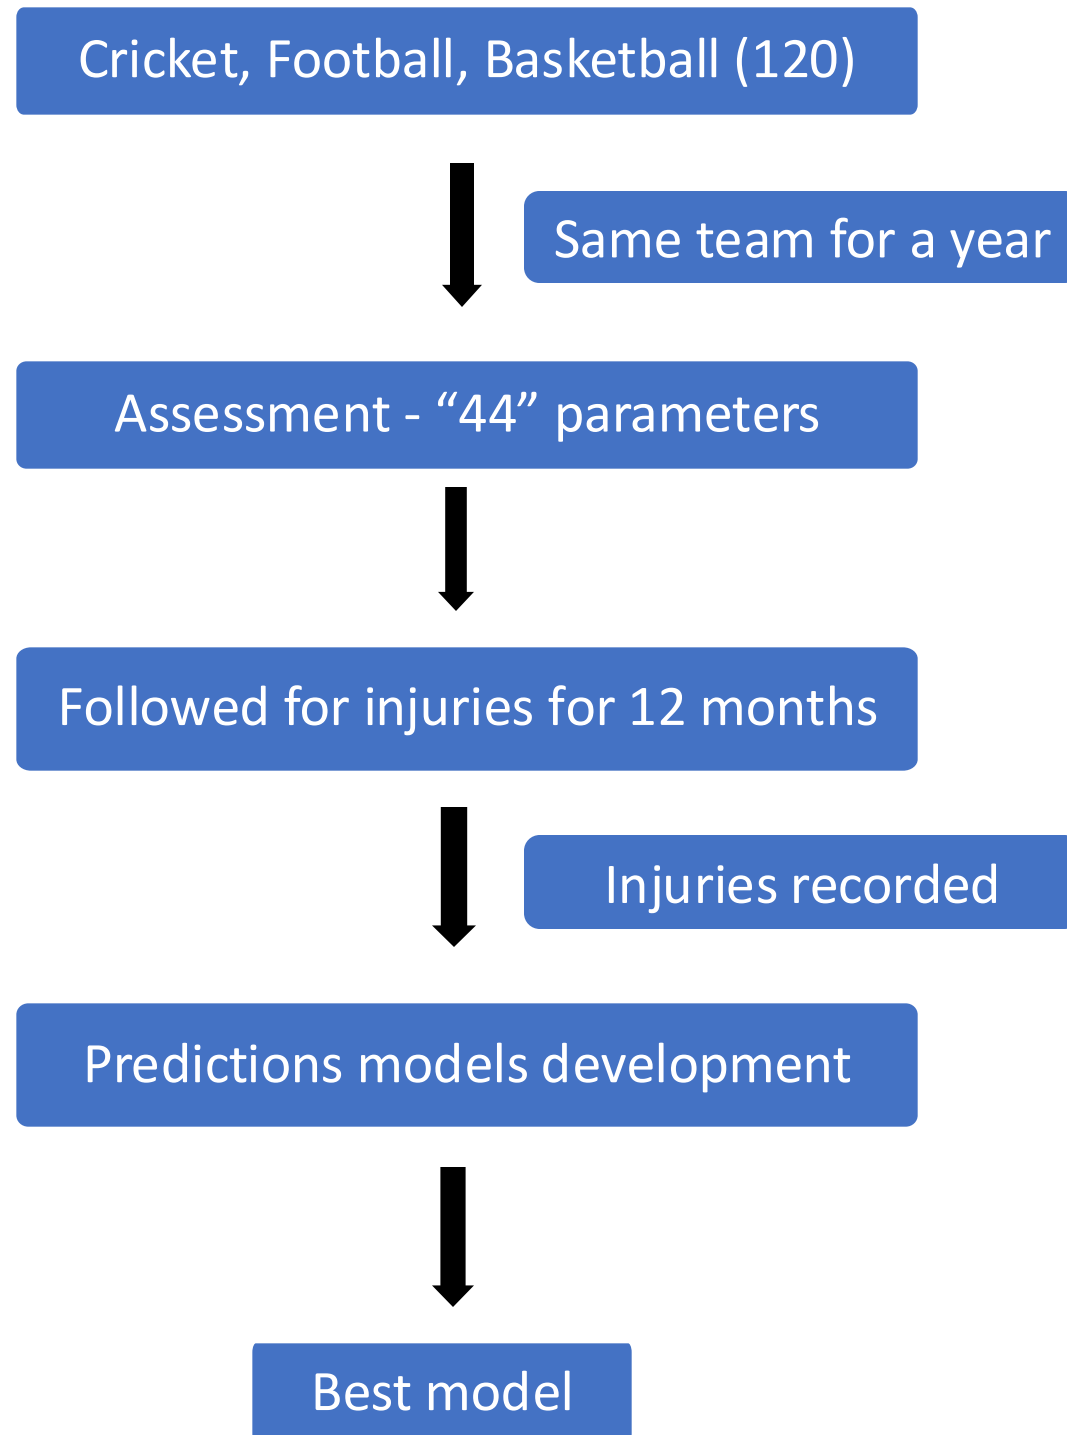 Cricket, Football, Basketball (120)
Same team for a year
Assessment - “44” parameters
Followed for injuries for 12 months
Injuries recorded
Predictions models development
Best model